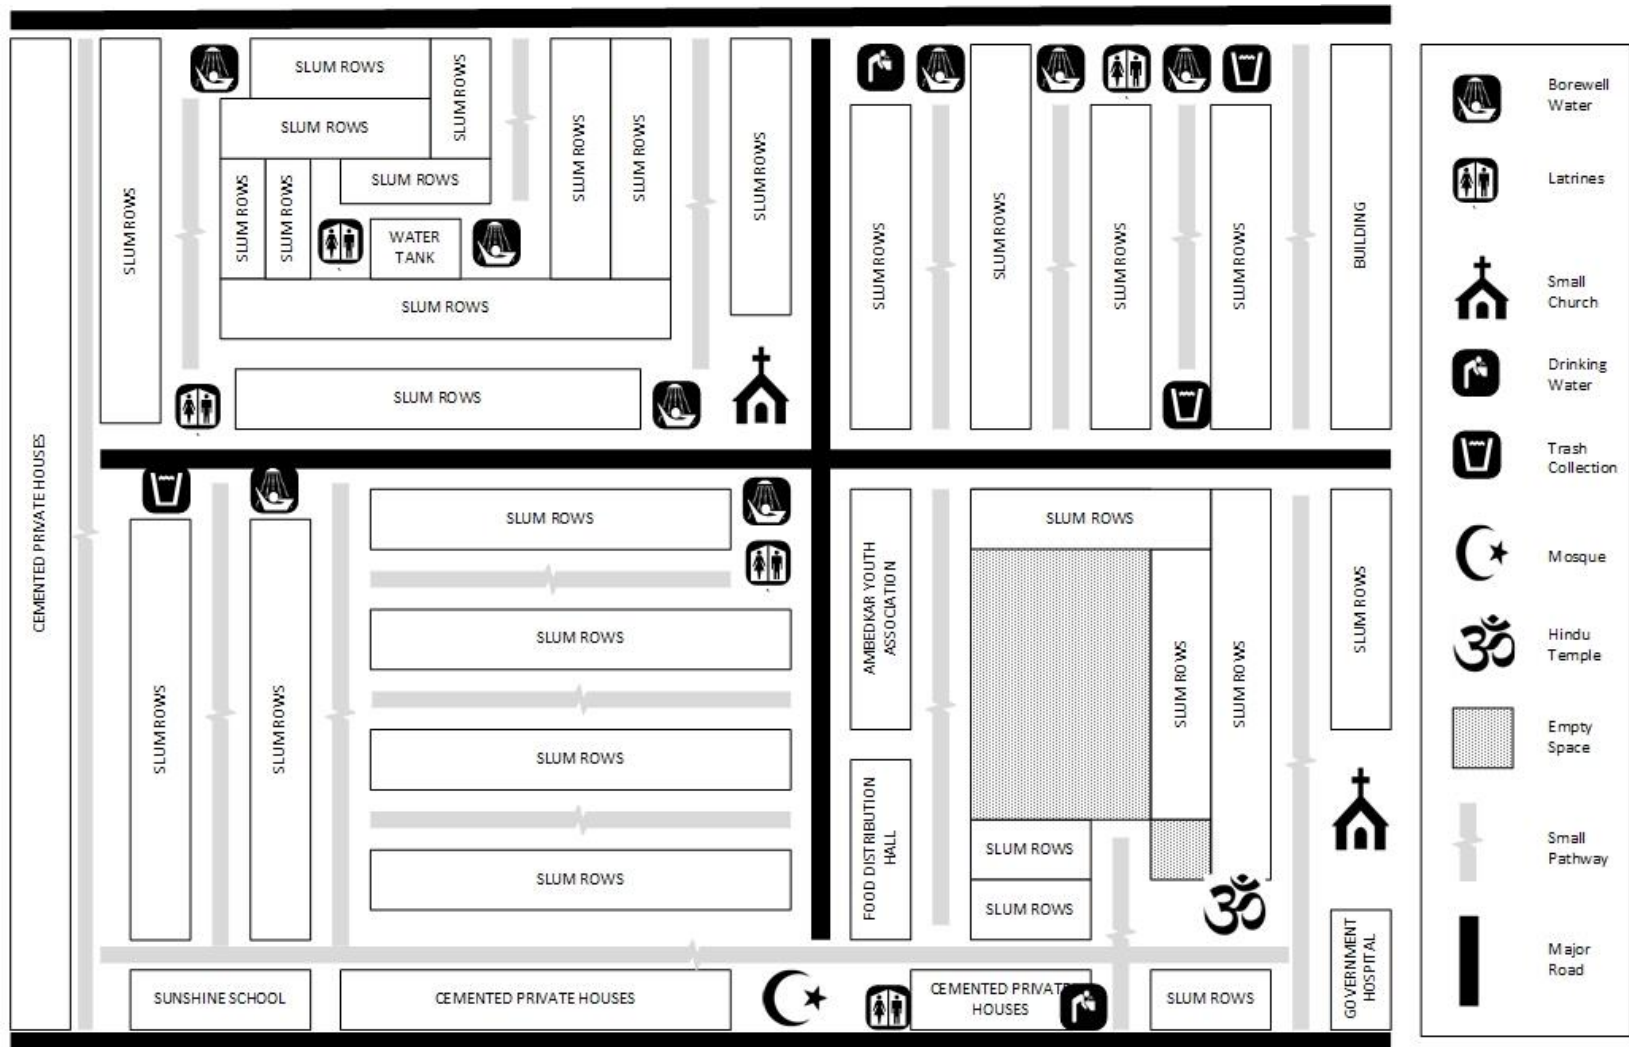 CEMENTED PRIVATE HOUSES
SLUM ROWS
SLUM ROWS
SLUM ROWS
SLUM ROWS
SLUM ROWS
SLUM ROWS
SLUM ROWS
WATER
TANK
SLUM ROWS
SLUM ROWS
SLUM ROWS
SLUM ROWS
SLUM ROWS
SLUM ROWS
SLUM ROWS
SLUM ROWS
SLUM ROWS
BUILDING
SLUM ROWS
SLUM ROWS
SLUM ROWS
SLUM ROWS
SLUM ROWS
SLUM ROWS
SUNSHINE SCHOOL
CEMENTED PRIVATE HOUSES
AMBEDKAR YOUTH
ASSOCIATION
FOOD DISTRIBUTION
HALL
SLUM ROWS
SLUM ROWS
SLUM ROWS
SLUM ROWS
SLUM ROWS
SLUM ROWS
CEMENTED PRIVATE
HOUSES
SLUM ROWS
GOVERNMENT
HOSPITAL
Borewell
Water
Latrines
Small
Church
Drinking
Water
Trash
Collection
Mosque
Hindu
Temple
Empty
Space
Small
Pathway
Major
Road